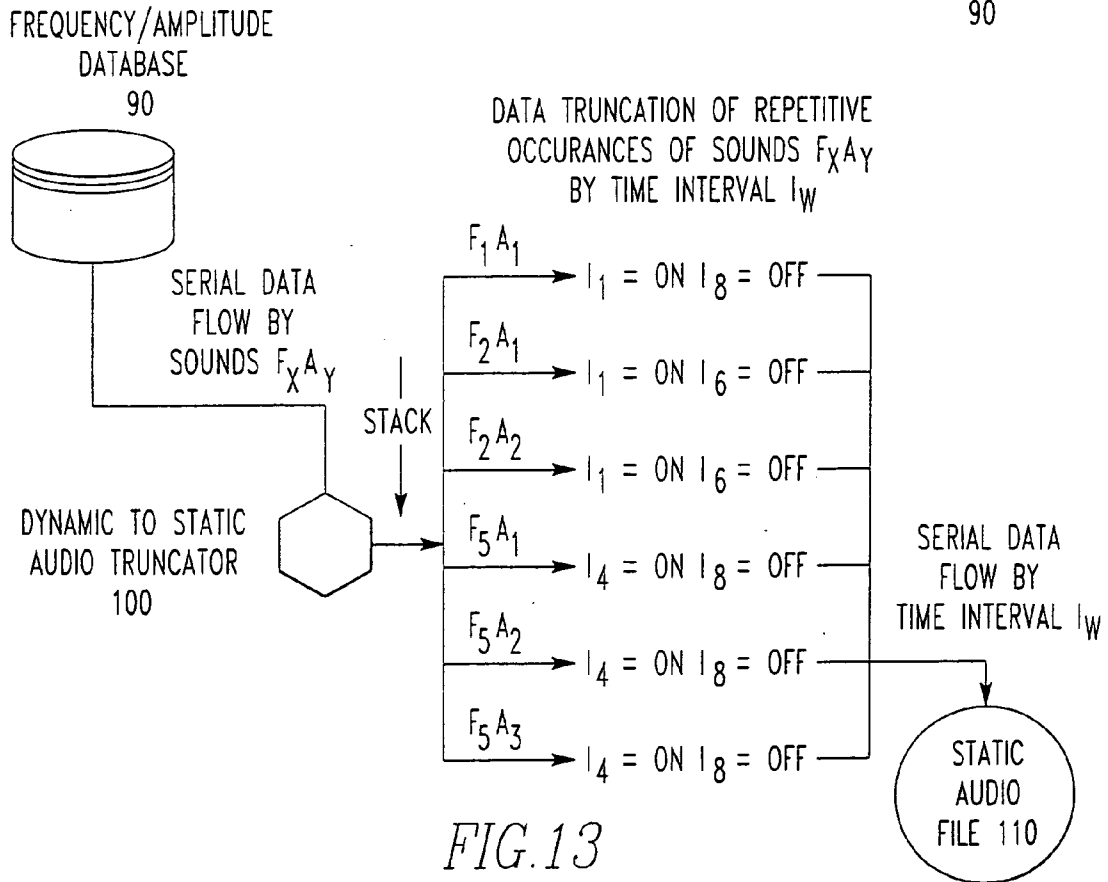 90
FREQUENCY/AMPLITUDE
DATABASE
90
DATA TRUNCATION OF REPETITIVE
OCCURANCES OF SOUNDS FXAY
BY TIME INTERVAL IW
SERIAL DATA
FLOW BY
SOUNDS FXAY
STACK
DYNAMIC TO STATIC
AUDIO TRUNCATOR
100
F1A1
I1 = ON I8 = OFF
F2A1
I1 = ON I6 = OFF
F2A2
I1 = ON I6 = OFF
F5A1
I4 = ON I8 = OFF
F5A2
I4 = ON I8 = OFF
F5A3
I4 = ON I8 = OFF
SERIAL DATA
FLOW BY
TIME INTERVAL IW
STATIC
AUDIO
FILE 110
FIG.13